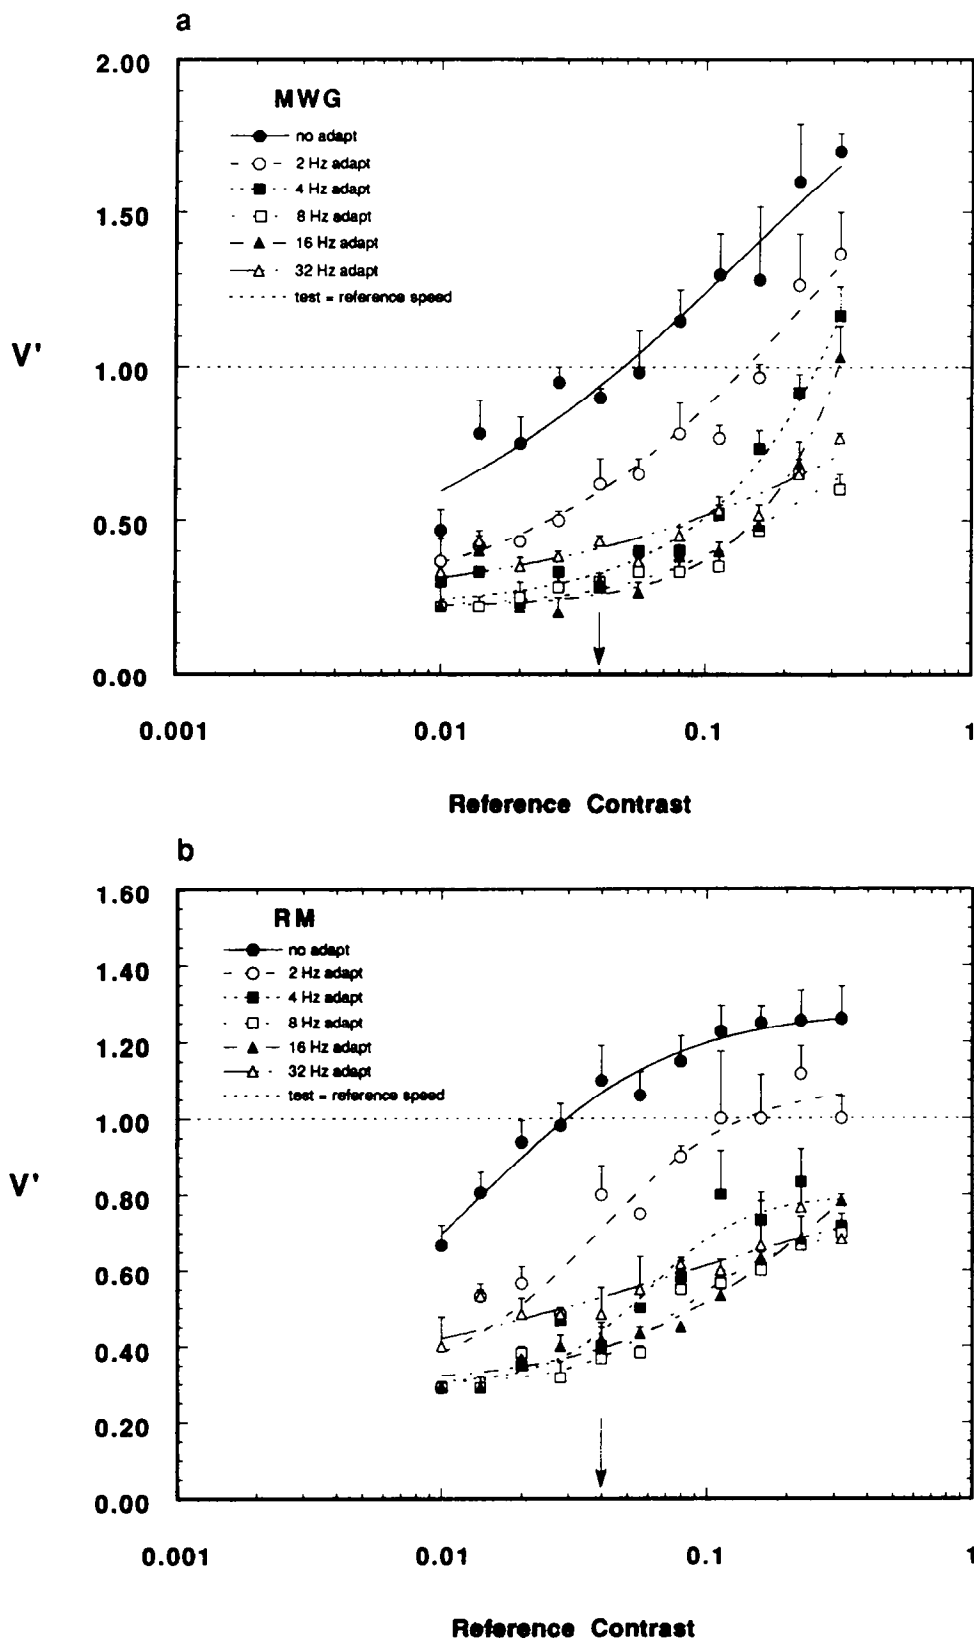 a
2.00
MWG
no adapt
2 Hz adapt
4 Hz adapt
8 Hz adapt
16 Hz adapt
32 Hz adapt
test = reference speed
1.50
V'
1.00
0.50
0.00
0.001 0.01 0.1 1
Reference Contrast
b
1.60
RM
no adapt
2 Hz adapt
4 Hz adapt
8 Hz adapt
16 Hz adapt
32 Hz adapt
test = reference speed
1.40
1.20
1.00
V'
0.80
0.60
0.40
0.20
0.00
0.001 0.01 0.1 1
Reference Contrast